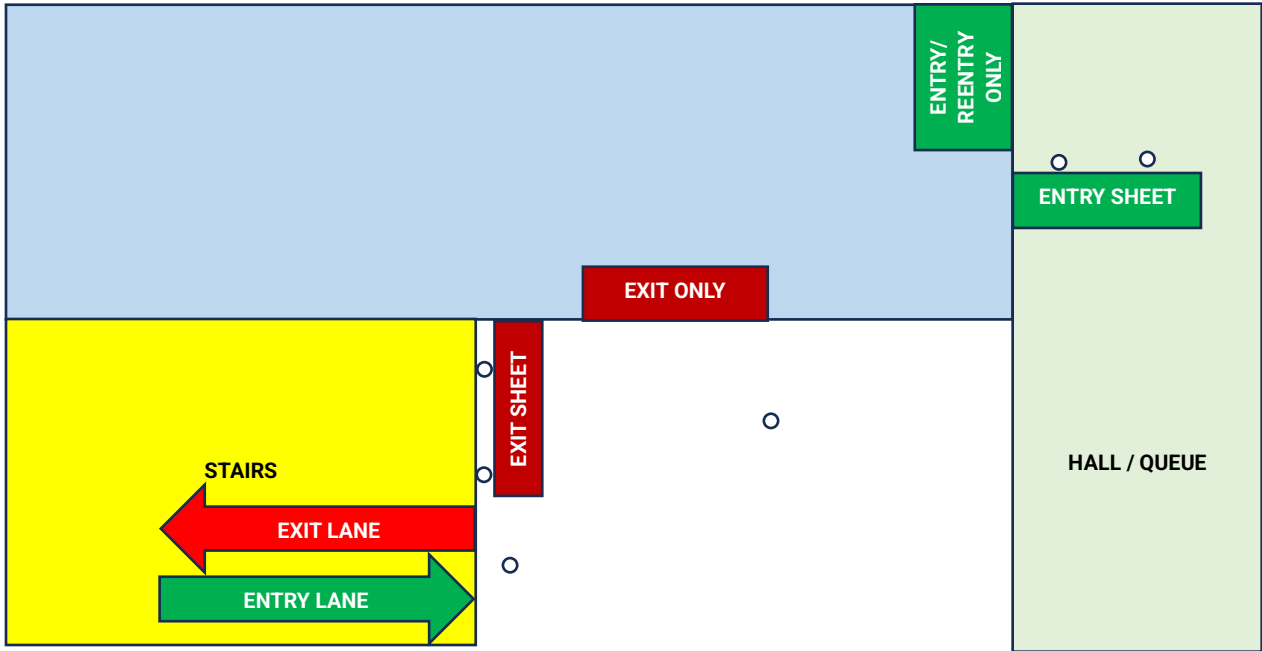 ENTRY/
REENTRY
ONLY
ENTRY SHEET
EXIT ONLY
EXIT SHEET
STAIRS
HALL / QUEUE
EXIT LANE
ENTRY LANE